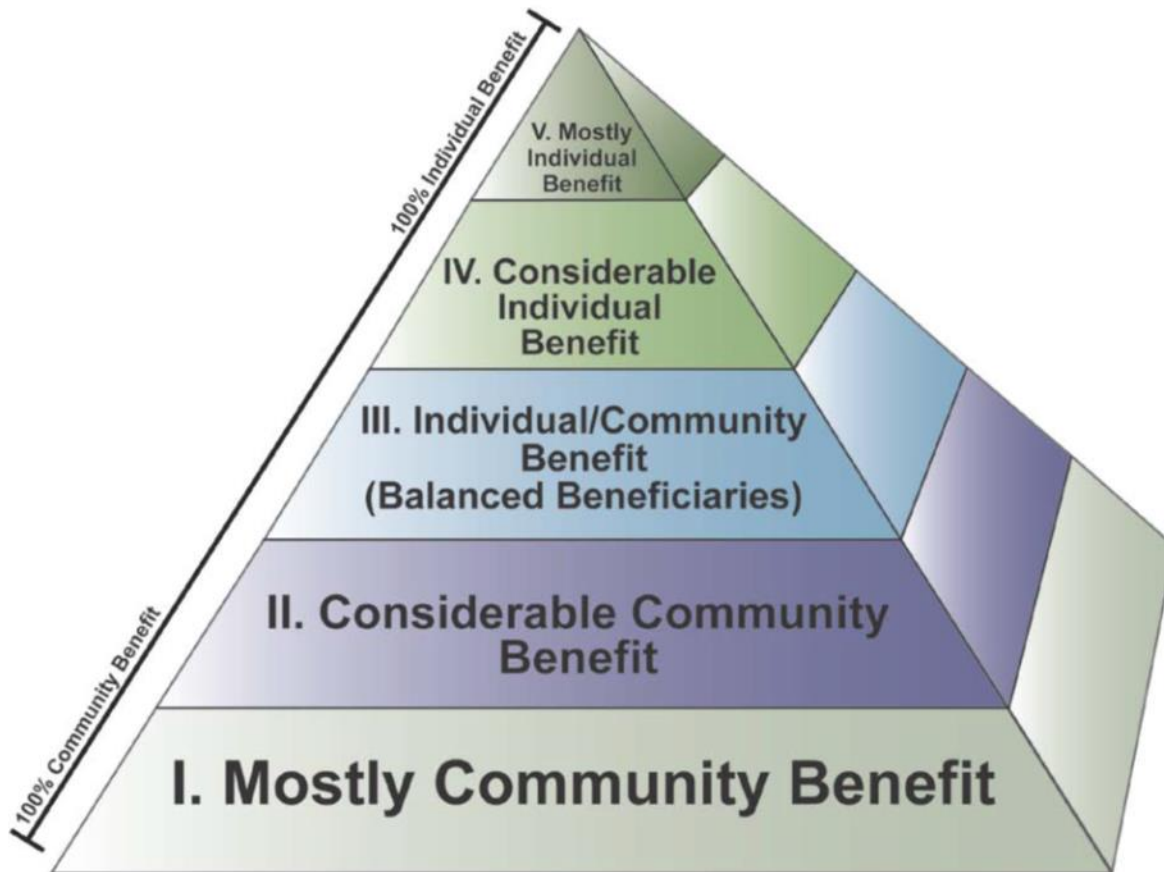 100% Individual Benefit
V. Mostly
Individual
Benefit
IV. Considerable
Individual
Benefit
III. Individual/Community
Benefit
(Balanced Beneficiaries)
II. Considerable Community
Benefit
100% Community Benefit
I. Mostly Community Benefit